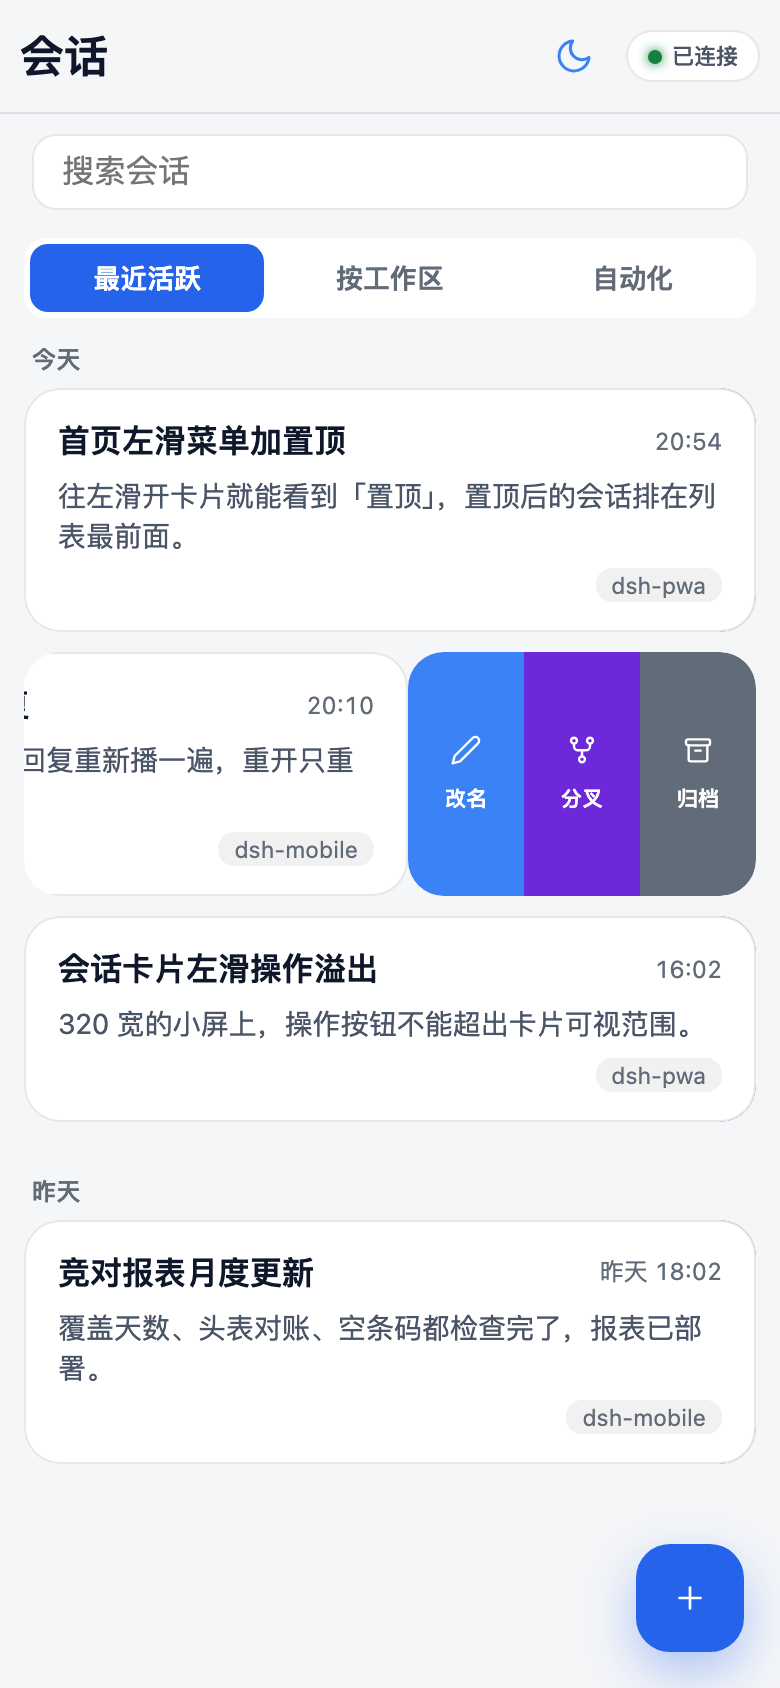 会话
已连接
搜索会话
最近活跃
按工作区
自动化
今天
首页左滑菜单加置顶
20:54
往左滑开卡片就能看到「置顶」，置顶后的会话排在列
表最前面。
dsh-pwa
20:10
回复重新播一遍，重开只重
dsh-mobile
改名
分叉
归档
会话卡片左滑操作溢出
16:02
320 宽的小屏上，操作按钮不能超出卡片可视范围。
dsh-pwa
昨天
竞对报表月度更新
昨天 18:02
覆盖天数、头表对账、空条码都检查完了，报表已部
署。
dsh-mobile